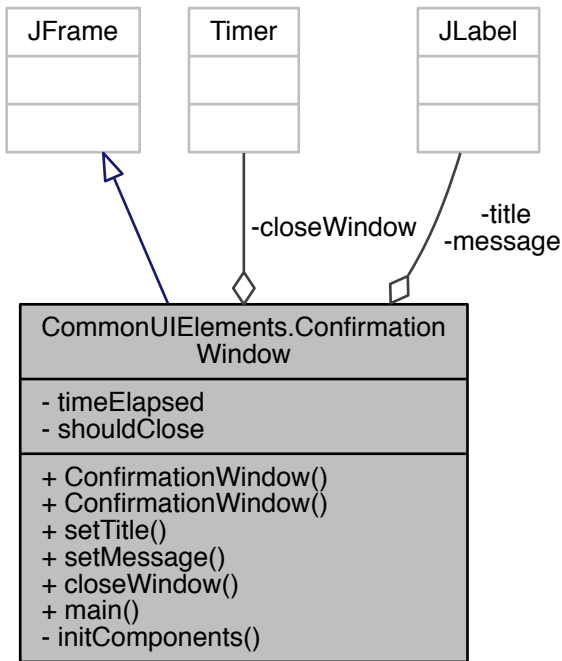 JFrame
Timer
JLabel
-closeWindow
-title
-message
CommonUIElements.Confirmation
Window
- timeElapsed
- shouldClose
+ ConfirmationWindow()
+ ConfirmationWindow()
+ setTitle()
+ setMessage()
+ closeWindow()
+ main()
- initComponents()